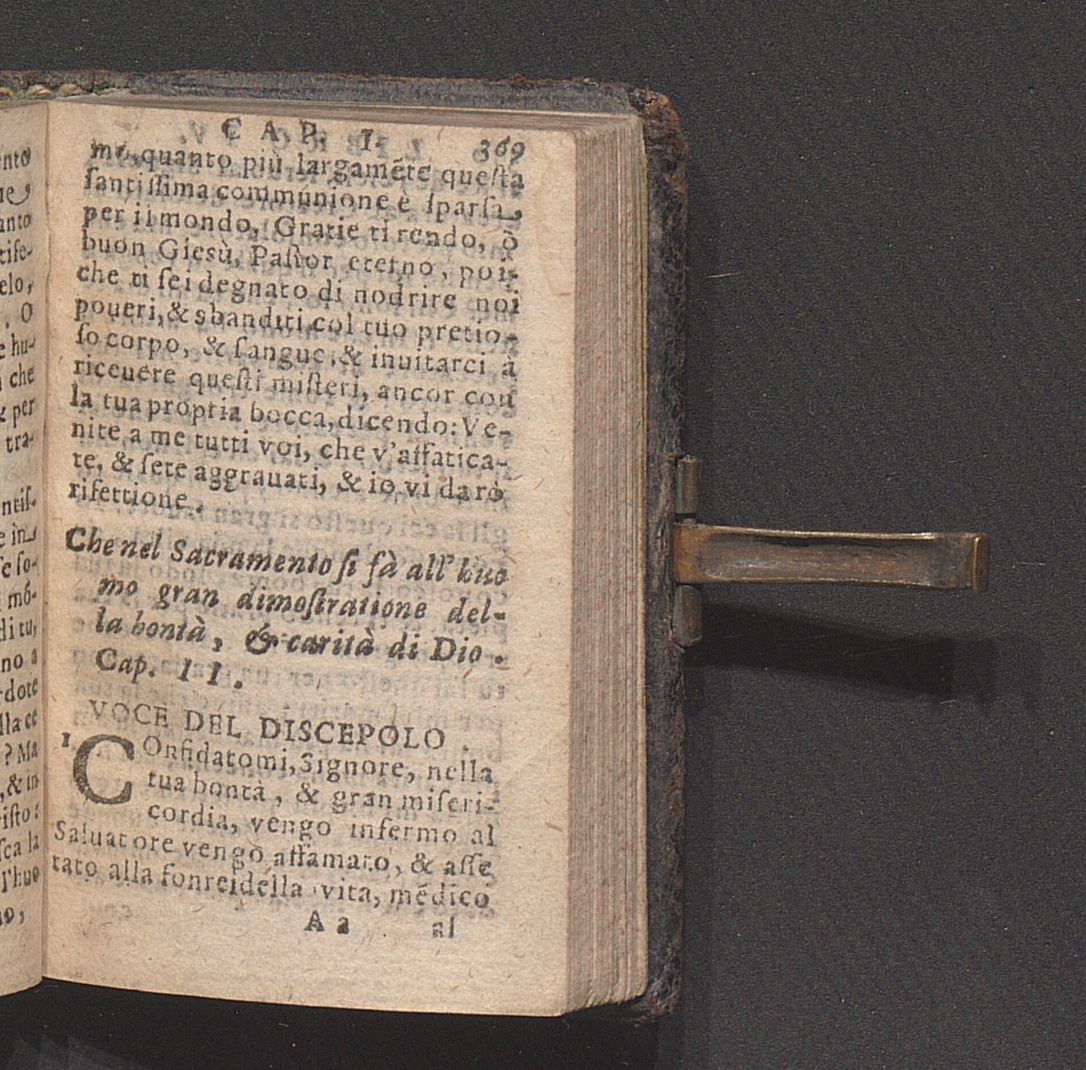 CAP. I. 369
mo, quanto più largamẽte questa
santissima communione è sparsa,
per il mondo, Gratie ti rendo, ò
buon Giesù, Pastor eterno, poi-
che ti sei degnato di nodrire noi
poueri, & sbanditi col tuo pretio-
so corpo, & sangue, & inuitarci à
riceuere questi misteri, ancor con
la tua propria bocca, dicendo: Ve-
nite a me tutti voi, che v'affatica-
te, & sete aggrauati, & io vi darò
rifettione.
Che nel Sacramento si fà all'huo
mo gran dimostratione del-
la bontà, & carità di Dio.
Cap. II.
VOCE DEL DISCEPOLO.
1 COnfidatomi, Signore, nella
tua bontà, & gran miseri-
cordia, vengo infermo al
Saluatore vengo affamato, & asse
tato alla fonte della vita, mẽdico
Aa al